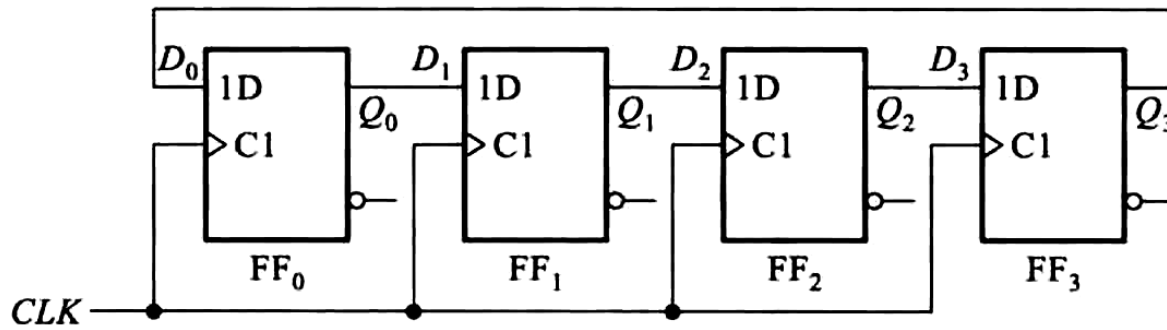 D₀ D₁ D₂ D₃
1D 1D 1D 1D
Q₀ Q₁ Q₂ Q₃
C1 C1 C1 C1
FF₀ FF₁ FF₂ FF₃
CLK